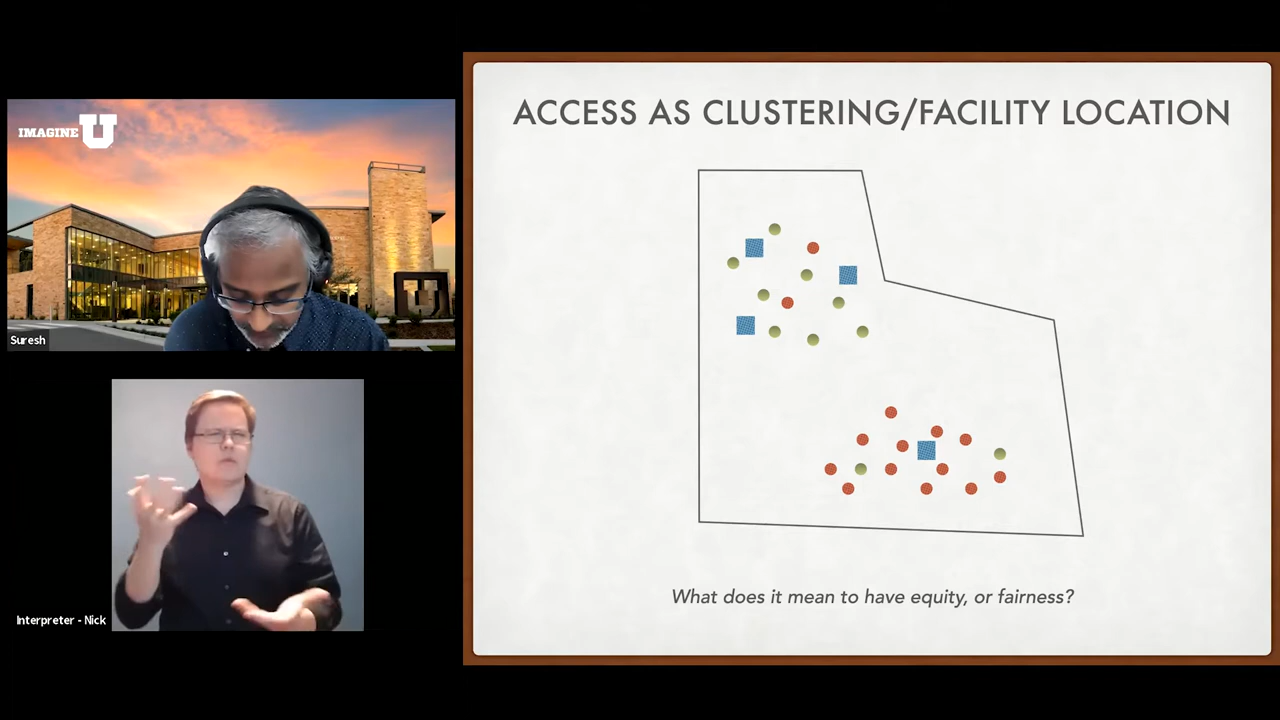 IMAGINE U
Suresh
Interpreter - Nick
ACCESS AS CLUSTERING/FACILITY LOCATION
What does it mean to have equity, or fairness?